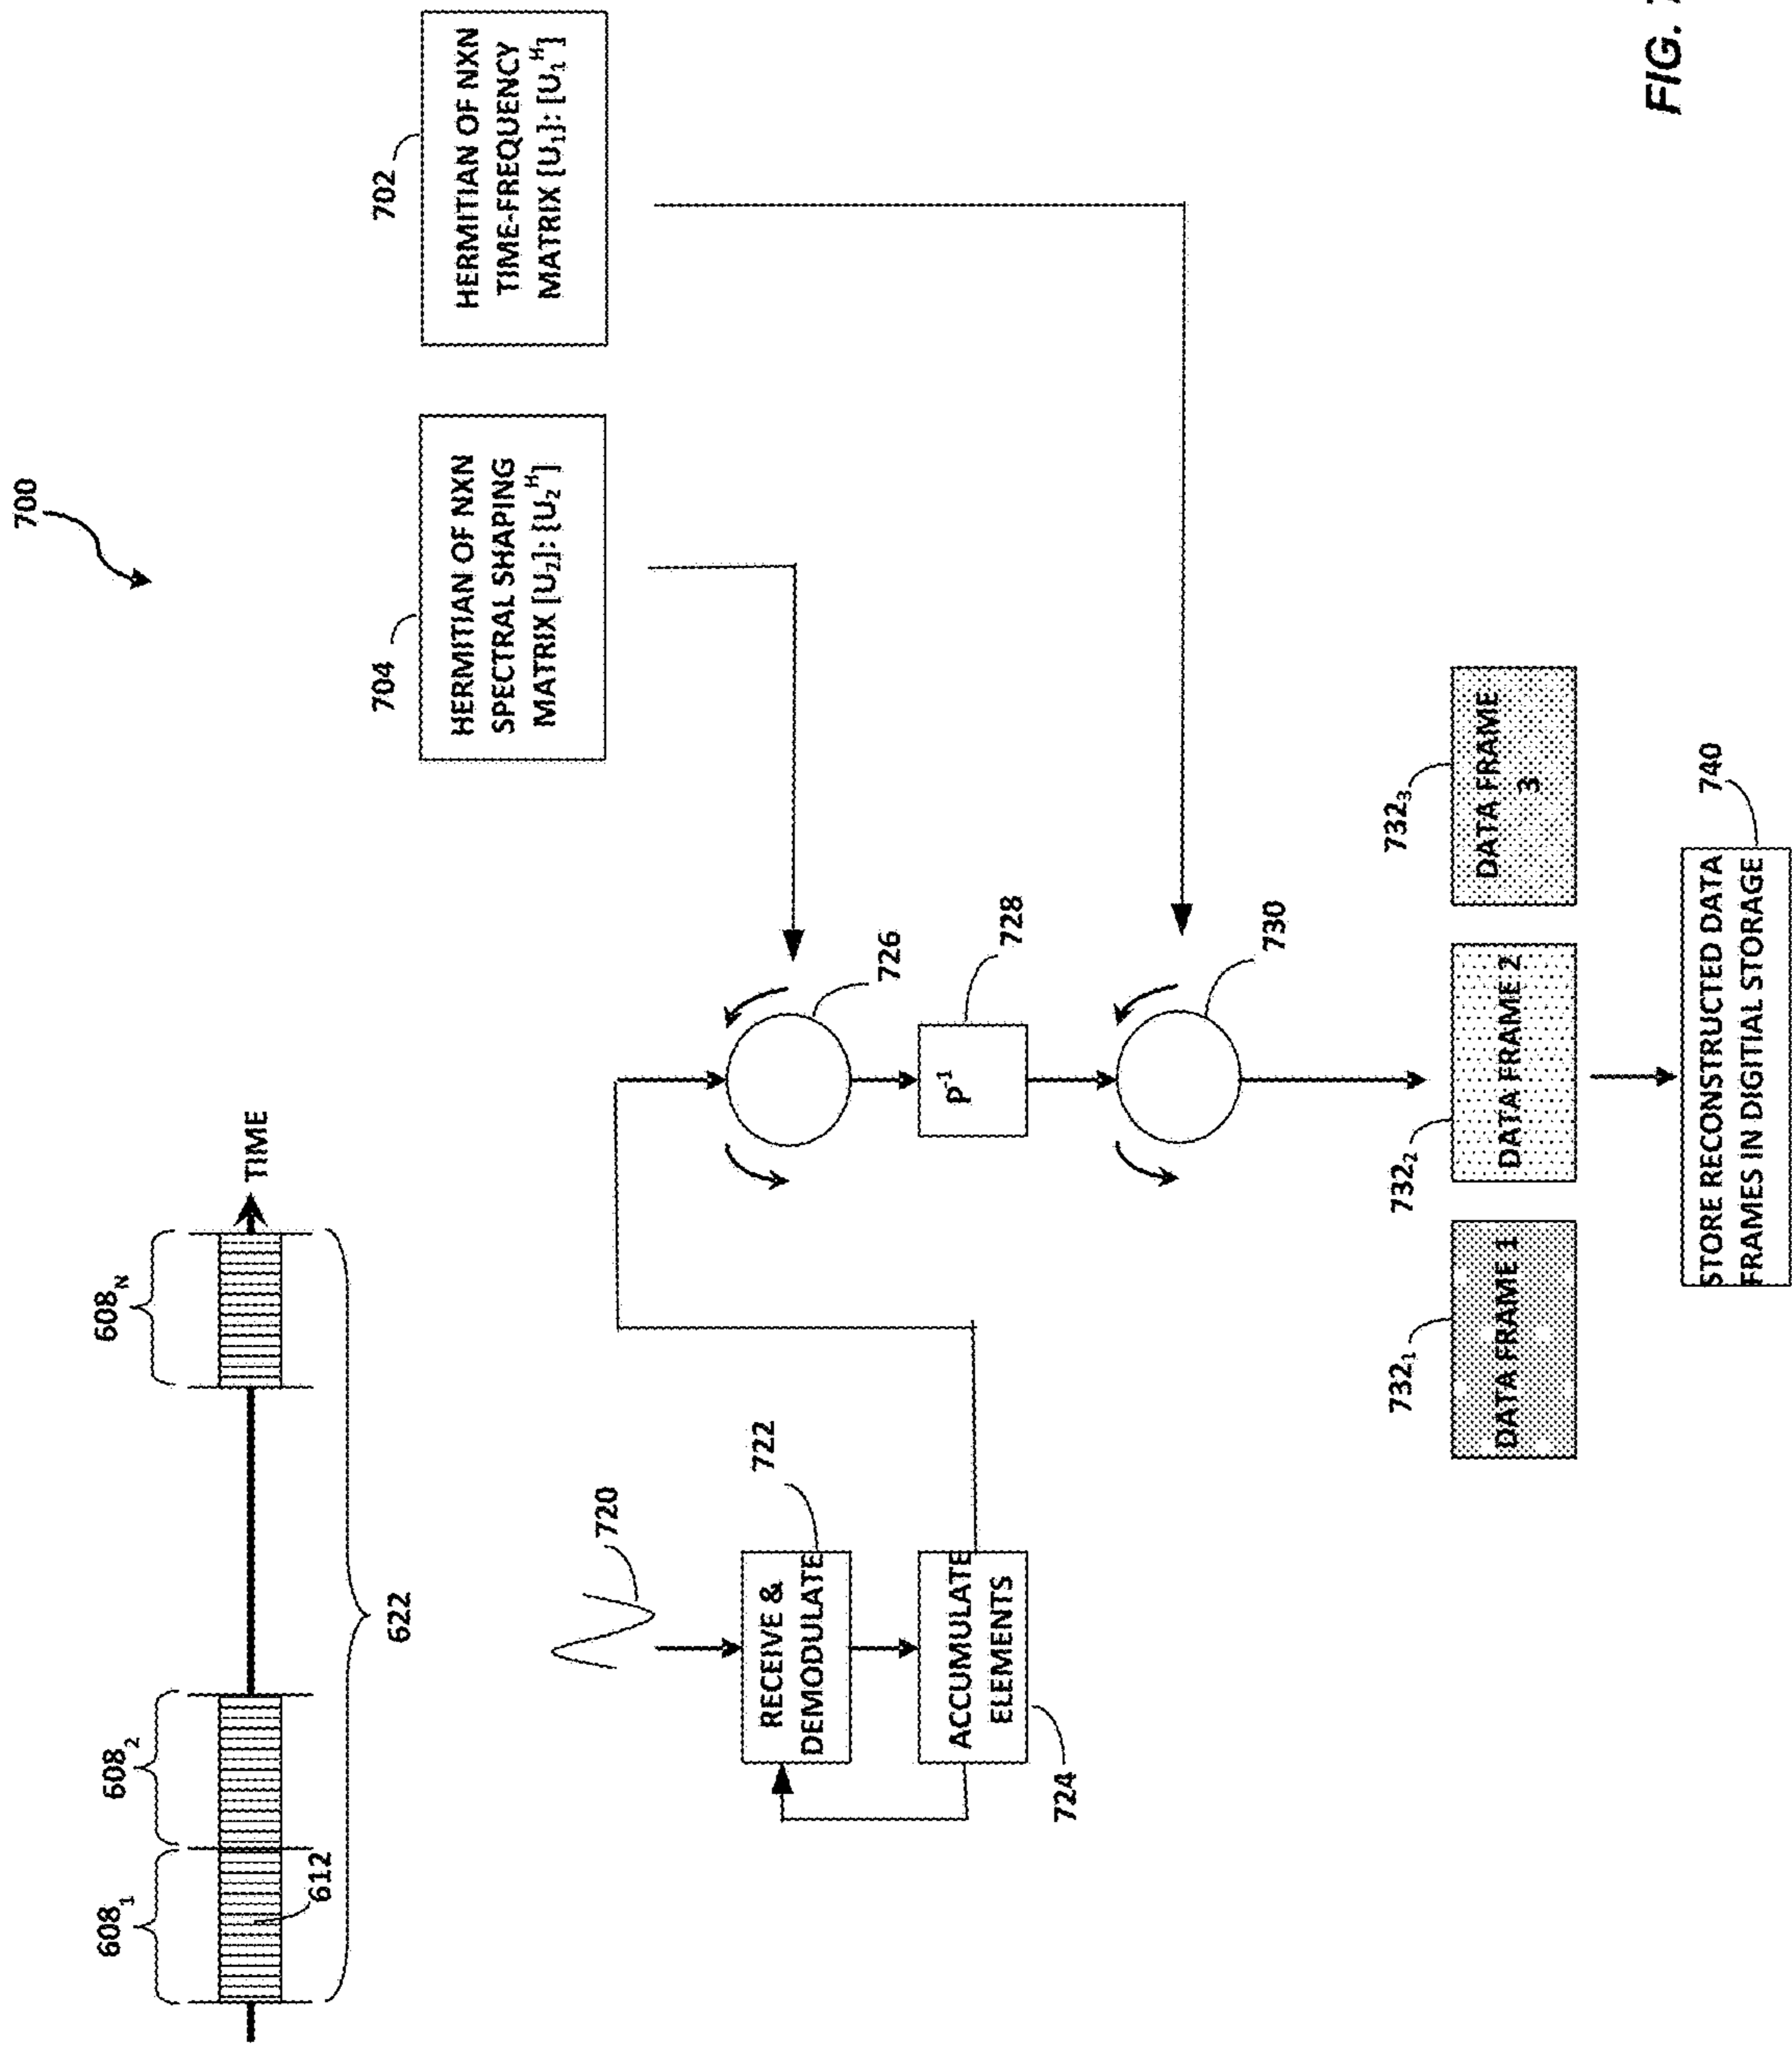 700
608₁
608₂
608_N
TIME
612
622
704
HERMITIAN OF NXN
SPECTRAL SHAPING
MATRIX [U₂]: [U₂ᴴ]
702
HERMITIAN OF NXN
TIME-FREQUENCY
MATRIX [U₁]: [U₁ᴴ]
720
722
RECEIVE &
DEMODULATE
ACCUMULATE
ELEMENTS
724
726
P⁻¹
728
730
732₁
DATA FRAME 1
732₂
DATA FRAME 2
732₃
DATA FRAME
3
740
STORE RECONSTRUCTED DATA
FRAMES IN DIGITIAL STORAGE
FIG.